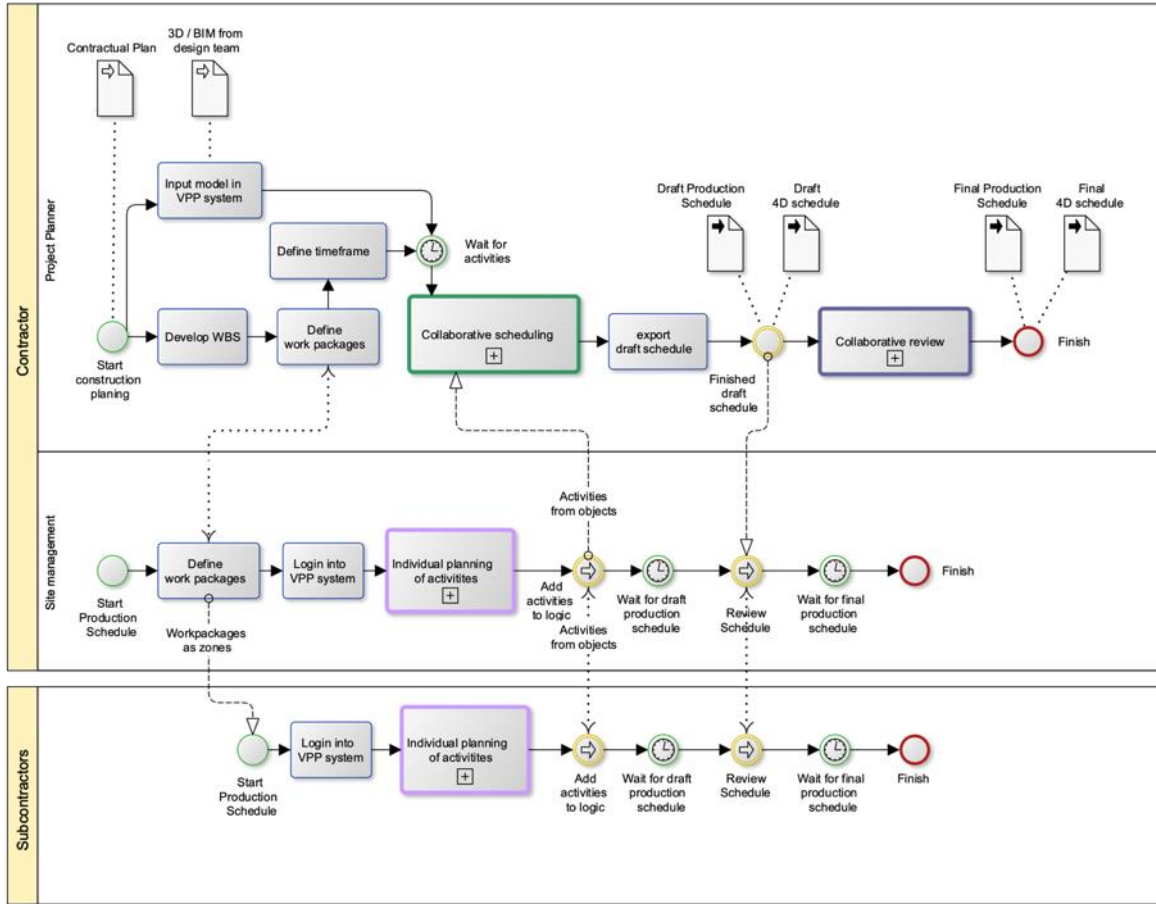 Contractor
Project Planner
Contractual Plan
3D / BIM from
design team
Input model in
VPP system
Define timeframe
Wait for
activities
Start
construction
planing
Develop WBS
Define
work packages
Collaborative scheduling
export
draft schedule
Draft Production
Schedule
Draft
4D schedule
Finished
draft
schedule
Collaborative review
Final Production
Schedule
Final
4D schedule
Finish
Site management
Start
Production
Schedule
Define
work packages
Workpackages
as zones
Login into
VPP system
Individual planning
of activitites
Activities
from objects
Add
activities
to logic
Activities
from objects
Wait for draft
production
schedule
Review
Schedule
Wait for final
production
schedule
Finish
Subcontractors
Start
Production
Schedule
Login into
VPP system
Individual planning
of activitites
Add
activities
to logic
Wait for draft
production
schedule
Review
Schedule
Wait for final
production
schedule
Finish